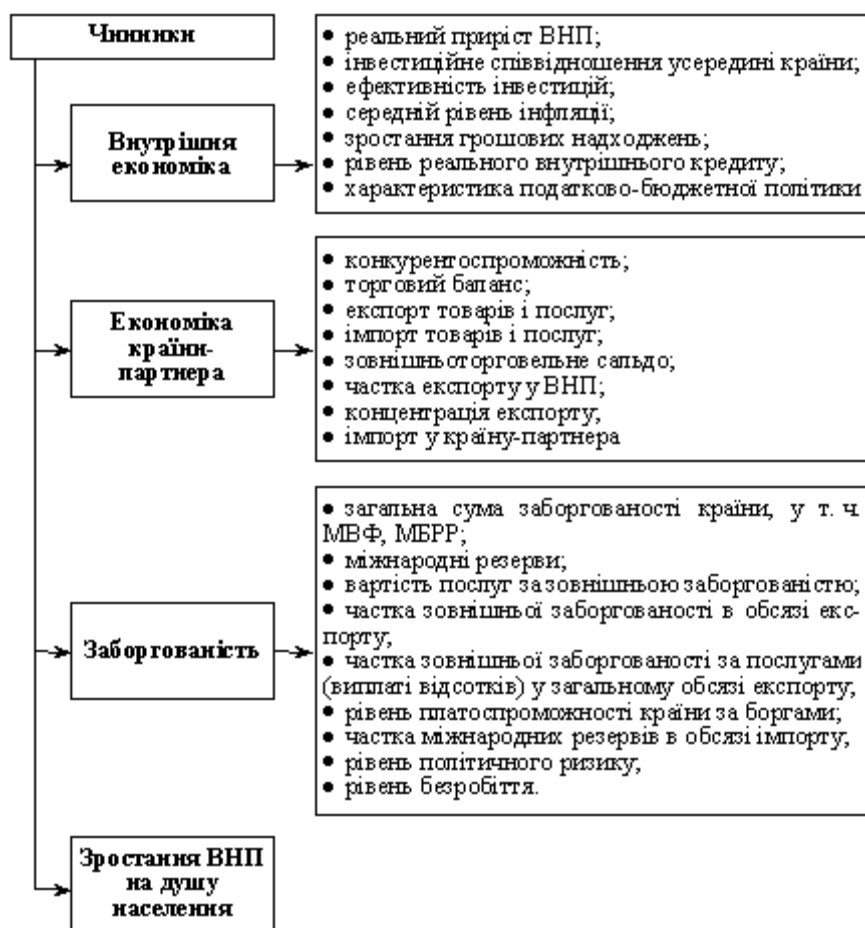 Чинники
Внутрішня
економіка
● реальний приріст ВНП;
● інвестиційне співвідношення усередині країни;
● ефективність інвестицій;
● середній рівень інфляції;
● зростання грошових надходжень;
● рівень реального внутрішнього кредиту;
● характеристика податково-бюджетної політики
Економіка
країни-
партнера
● конкурентоспроможність;
● торговий баланс;
● експорт товарів і послуг;
● імпорт товарів і послуг;
● зовнішньоторговельне сальдо;
● частка експорту у ВНП;
● концентрація експорту;
● імпорт у країну-партнера
Заборгованість
● загальна сума заборгованості країни, у т. ч.
МВФ, МБРР;
● міжнародні резерви;
● вартість послуг за зовнішньою заборгованістю;
● частка зовнішньої заборгованості в обсязі екс-
порту;
● частка зовнішньої заборгованості за послугами
(виплаті відсотків) у загальному обсязі експорту;
● рівень платоспроможності країни за боргами;
● частка міжнародних резервів в обсязі імпорту;
● рівень політичного ризику;
● рівень безробіття.
Зростання ВНП
на душу
населення